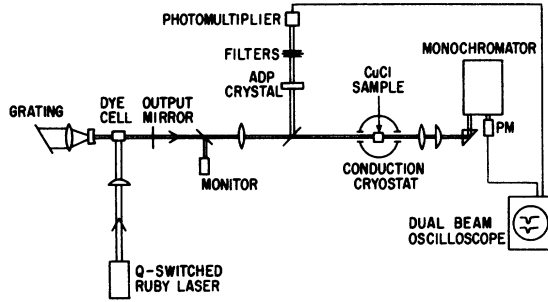 PHOTOMULTIPLIER
FILTERS
ADP
CRYSTAL
CuCl
SAMPLE
MONOCHROMATOR
GRATING
DYE
CELL
OUTPUT
MIRROR
MONITOR
CONDUCTION
CRYOSTAT
PM
DUAL BEAM
OSCILLOSCOPE
Q-SWITCHED
RUBY LASER